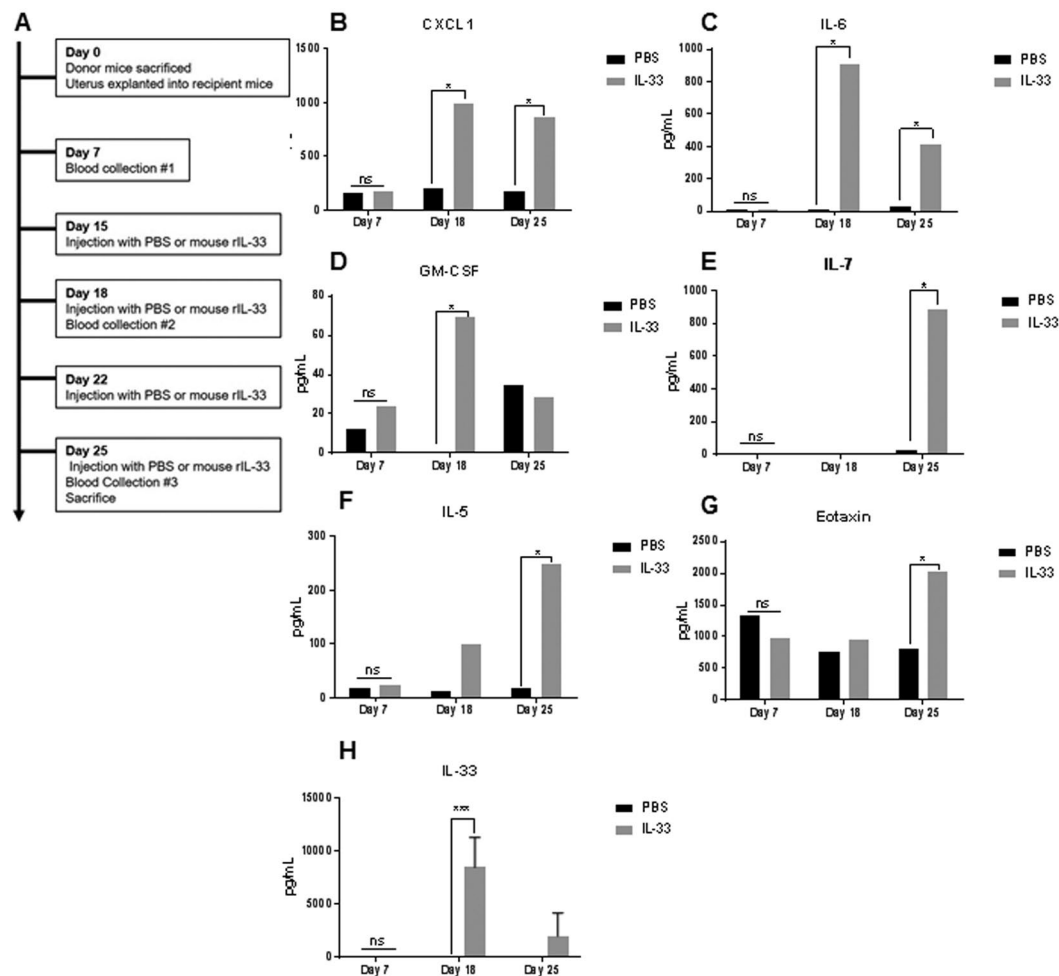 A
Day 0
Donor mice sacrificed
Uterus explanted into recipient mice
Day 7
Blood collection #1
Day 15
Injection with PBS or mouse rIL-33
Day 18
Injection with PBS or mouse rIL-33
Blood collection #2
Day 22
Injection with PBS or mouse rIL-33
Day 25
Injection with PBS or mouse rIL-33
Blood Collection #3
Sacrifice
B
CXCL1
1500
1000
500
0
ns
*
*
Day 7 Day 18 Day 25
PBS
IL-33
C
IL-6
pg/mL
1000
800
600
400
200
0
ns
*
*
Day 7 Day 18 Day 25
PBS
IL-33
D
GM-CSF
pg/mL
80
60
40
20
0
ns
*
Day 7 Day 18 Day 25
PBS
IL-33
E
IL-7
pg/mL
1000
800
600
400
200
0
ns
*
Day 7 Day 18 Day 25
PBS
IL-33
F
IL-5
pg/mL
300
200
100
0
ns
*
Day 7 Day 18 Day 25
PBS
IL-33
G
Eotaxin
pg/mL
2500
2000
1500
1000
500
0
ns
*
Day 7 Day 18 Day 25
PBS
IL-33
H
IL-33
pg/mL
15000
10000
5000
0
ns
***
Day 7 Day 18 Day 25
PBS
IL-33